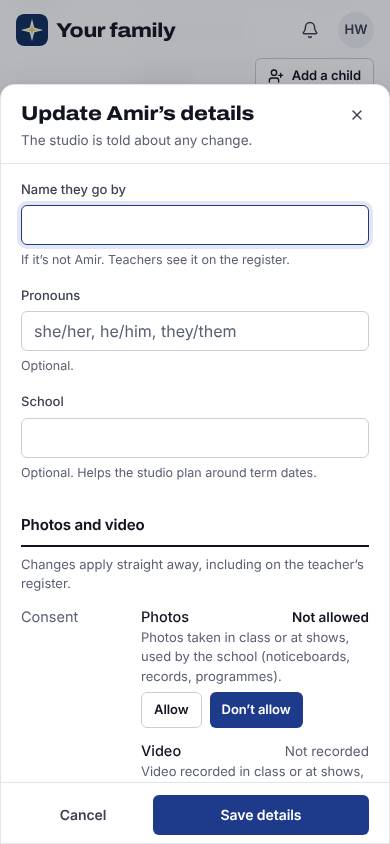 Your family
HW
Add a child
Update Amir’s details
The studio is told about any change.
Name they go by
If it’s not Amir. Teachers see it on the register.
Pronouns
she/her, he/him, they/them
Optional.
School
Optional. Helps the studio plan around term dates.
Photos and video
Changes apply straight away, including on the teacher’s
register.
Consent
Photos
Not allowed
Photos taken in class or at shows,
used by the school (noticeboards,
records, programmes).
Allow
Don’t allow
Video
Not recorded
Video recorded in class or at shows,
Cancel
Save details